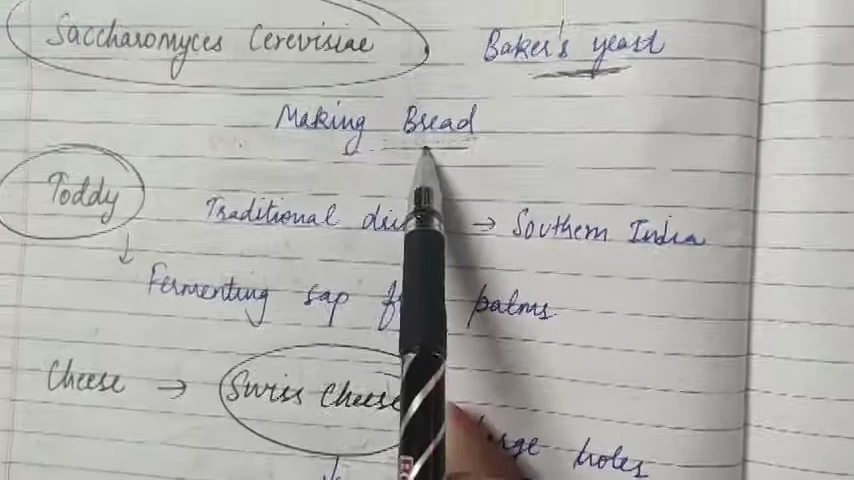 Saccharomyces Cerevisiae Baker's yeast
Making Bread
Toddy
Traditional → Southern India
↓
Fermenting sap palms
Cheese → Swiss Cheese
holes